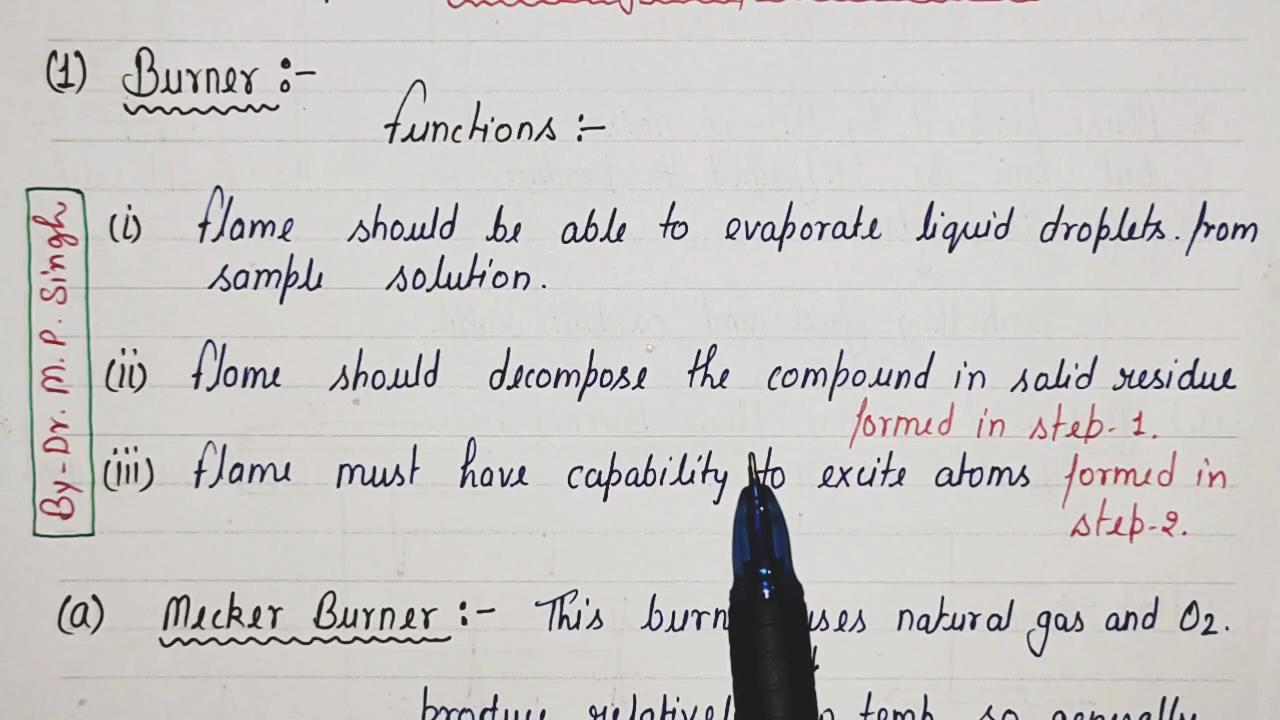 (1) Burner :-
functions :-
By - Dr. M. P. Singh
(i) flame should be able to evaporate liquid droplets. from
sample solution.
(ii) flame should decompose the compound in solid residue
formed in step-1.
(iii) flame must have capability to excite atoms formed in
step-2.
(a) Mecker Burner :- This uses natural gas and O2.
produce temp. so generally